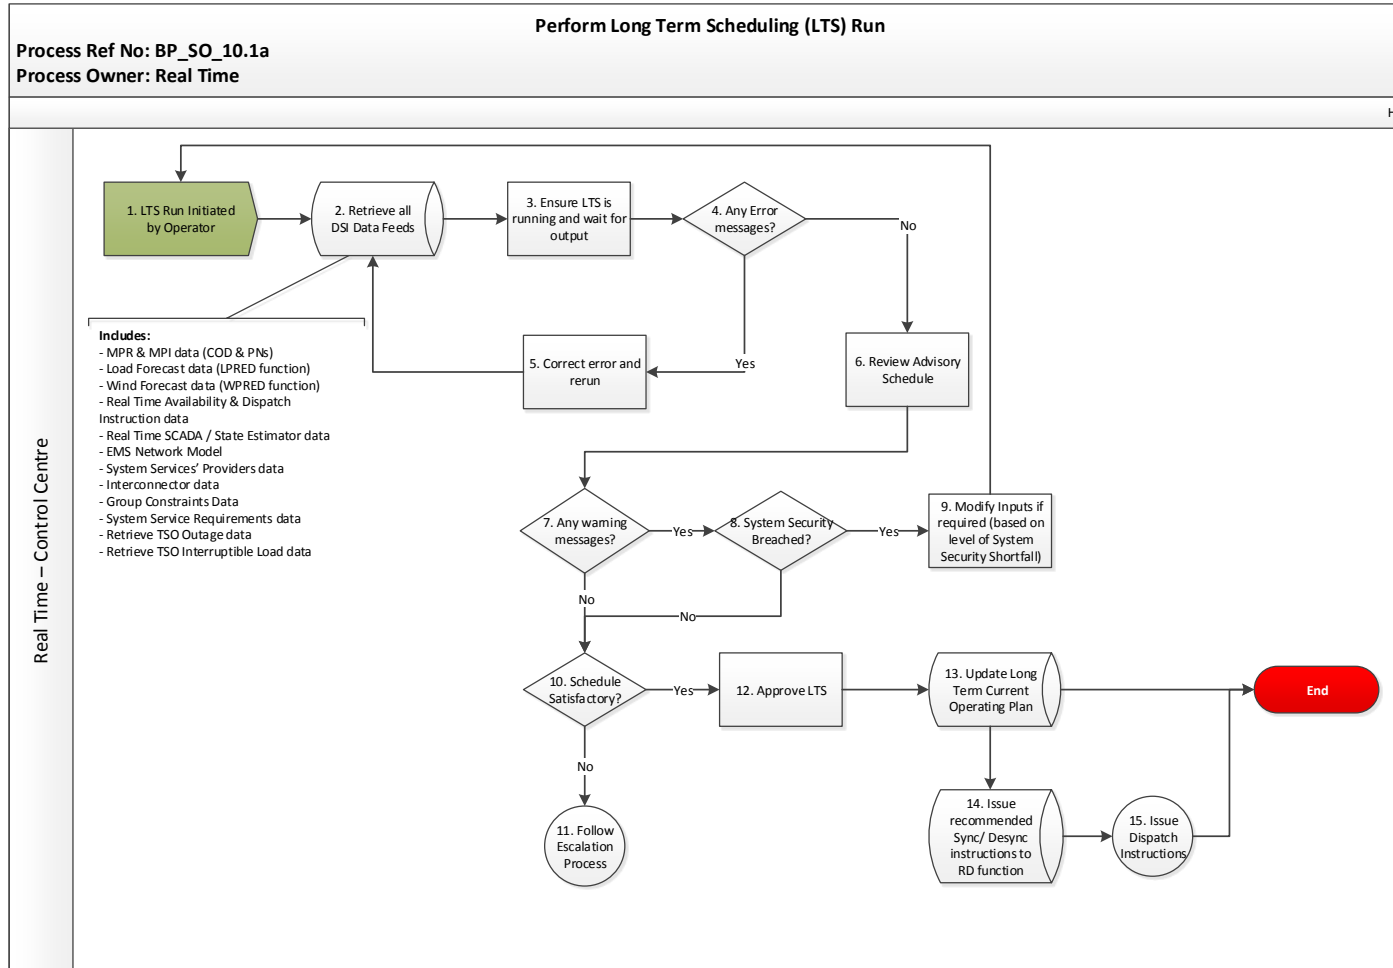 Perform Long Term Scheduling (LTS) Run
Process Ref No: BP_SO_10.1a
Process Owner: Real Time
H
Real Time – Control Centre
1. LTS Run Initiated
by Operator
2. Retrieve all
DSI Data Feeds
3. Ensure LTS is
running and wait for
output
4. Any Error
messages?
No
Yes
5. Correct error and
rerun
6. Review Advisory
Schedule
Includes:
- MPR & MPI data (COD & PNs)
- Load Forecast data (LPRED function)
- Wind Forecast data (WPRED function)
- Real Time Availability & Dispatch
Instruction data
- Real Time SCADA / State Estimator data
- EMS Network Model
- System Services’ Providers data
- Interconnector data
- Group Constraints Data
- System Service Requirements data
- Retrieve TSO Outage data
- Retrieve TSO Interruptible Load data
7. Any warning
messages?
Yes
8. System Security
Breached?
Yes
9. Modify Inputs if
required (based on
level of System
Security Shortfall)
No
No
10. Schedule
Satisfactory?
Yes
12. Approve LTS
13. Update Long
Term Current
Operating Plan
End
No
11. Follow
Escalation
Process
14. Issue
recommended
Sync/ Desync
instructions to
RD function
15. Issue
Dispatch
Instructions